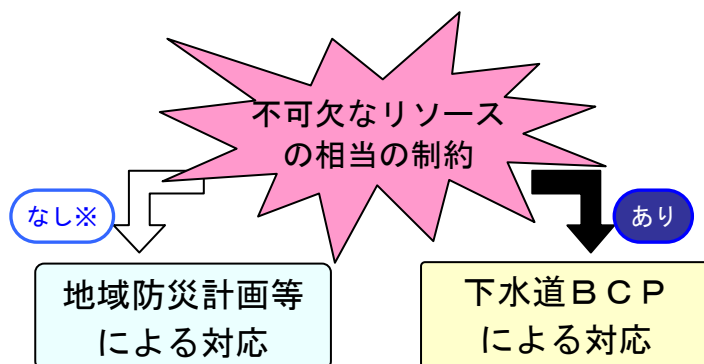 不可欠なリソース
の相当の制約
なし※
あり
地域防災計画等
による対応
下水道ＢＣＰ
による対応